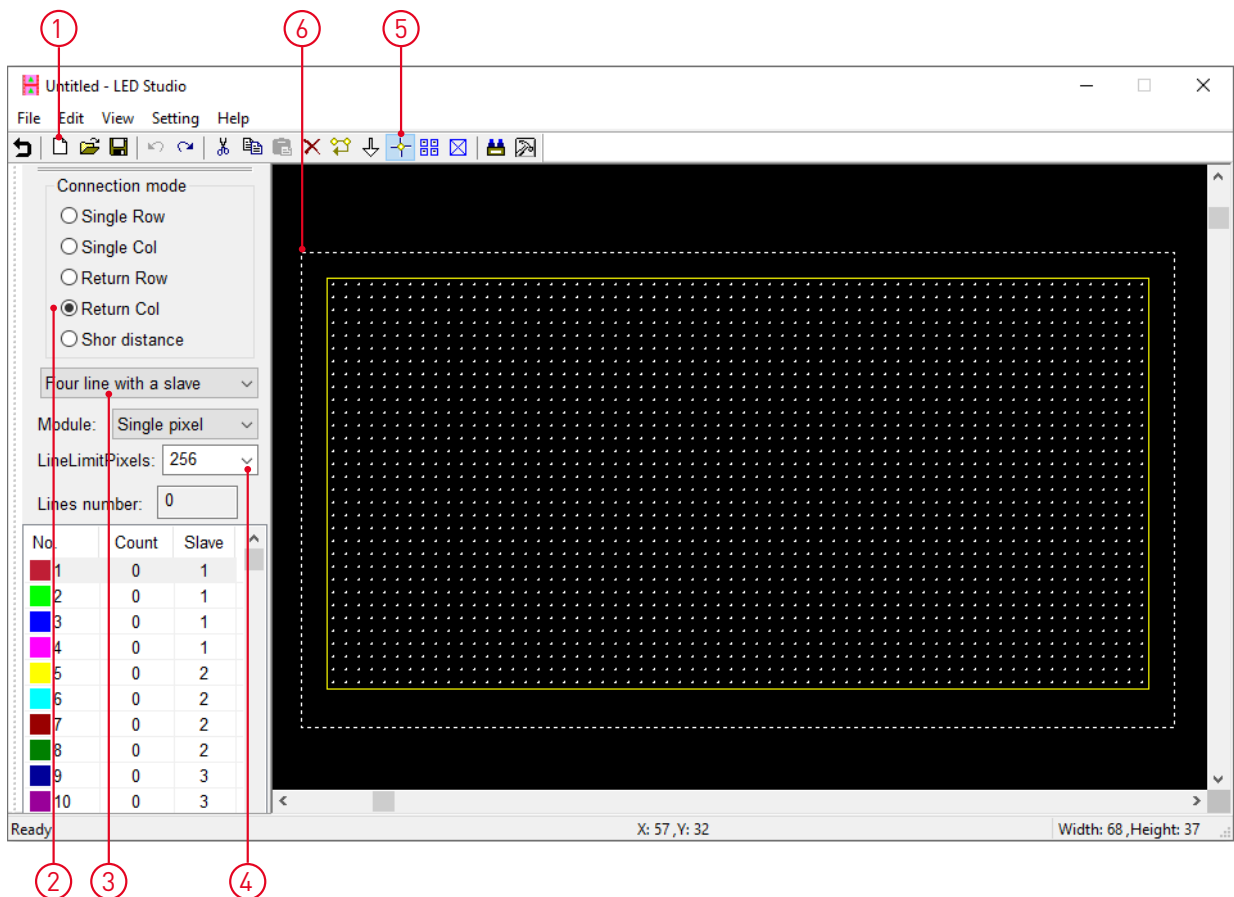 1 6 5
Untitled - LED Studio
File Edit View Setting Help
Connection mode
Single Row
Single Col
Return Row
Return Col
Shor distance
Four line with a slave
Module: Single pixel
LineLimitPixels: 256
Lines number: 0
No. Count Slave
1 0 1
2 0 1
3 0 1
4 0 1
5 0 2
6 0 2
7 0 2
8 0 2
9 0 3
10 0 3
Ready X: 57 ,Y: 32 Width: 68 ,Height: 37
2 3 4